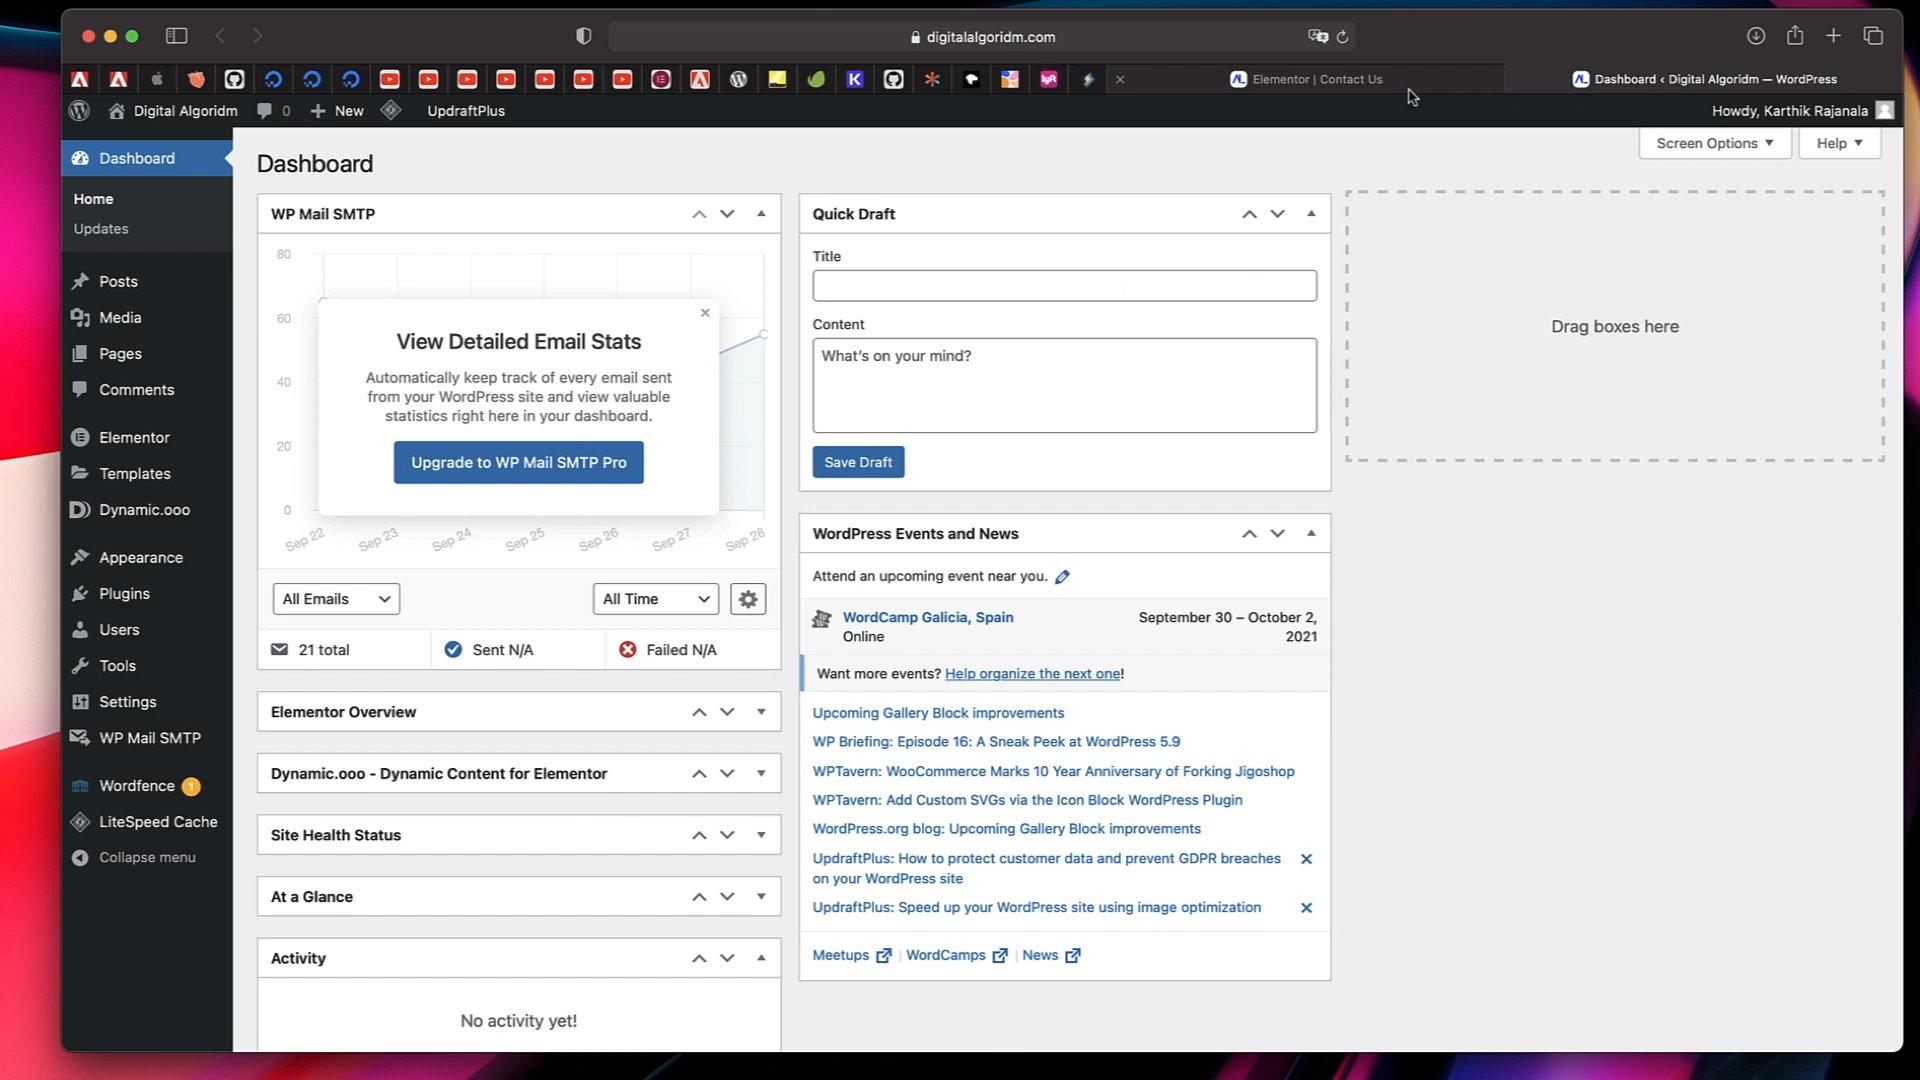 digitalalgoridm.com
Elementor | Contact Us
Dashboard ‹ Digital Algoridm — WordPress
Digital Algoridm
0
New
UpdraftPlus
Howdy, Karthik Rajanala
Dashboard
Home
Updates
Posts
Media
Pages
Comments
Elementor
Templates
Dynamic.ooo
Appearance
Plugins
Users
Tools
Settings
WP Mail SMTP
Wordfence 1
LiteSpeed Cache
Collapse menu
Screen Options
Help
Dashboard
WP Mail SMTP
80
60
40
20
0
Sep 22
Sep 23
Sep 24
Sep 25
Sep 26
Sep 27
Sep 28
View Detailed Email Stats
Automatically keep track of every email sent
from your WordPress site and view valuable
statistics right here in your dashboard.
Upgrade to WP Mail SMTP Pro
All Emails
All Time
21 total
Sent N/A
Failed N/A
Elementor Overview
Dynamic.ooo - Dynamic Content for Elementor
Site Health Status
At a Glance
Activity
No activity yet!
Quick Draft
Title
Content
What's on your mind?
Save Draft
WordPress Events and News
Attend an upcoming event near you.
WordCamp Galicia, Spain
Online
September 30 – October 2,
2021
Want more events? Help organize the next one!
Upcoming Gallery Block improvements
WP Briefing: Episode 16: A Sneak Peek at WordPress 5.9
WPTavern: WooCommerce Marks 10 Year Anniversary of Forking Jigoshop
WPTavern: Add Custom SVGs via the Icon Block WordPress Plugin
WordPress.org blog: Upcoming Gallery Block improvements
UpdraftPlus: How to protect customer data and prevent GDPR breaches
on your WordPress site
UpdraftPlus: Speed up your WordPress site using image optimization
Meetups | WordCamps | News
Drag boxes here